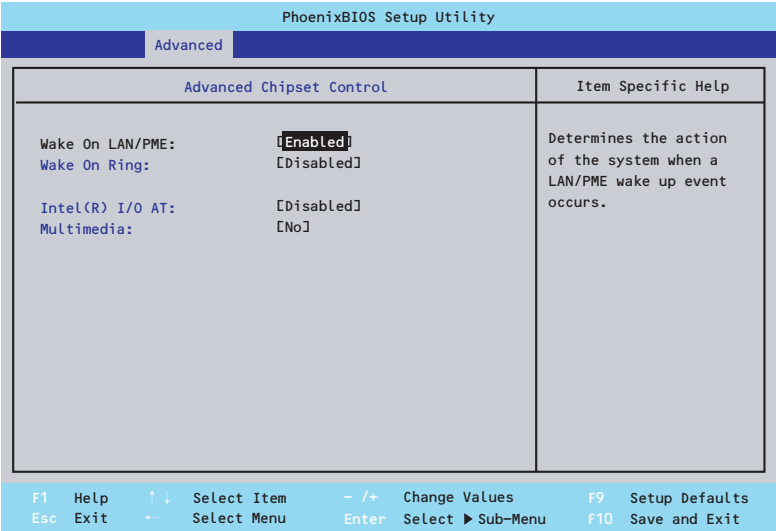 PhoenixBIOS Setup Utility
Advanced
Advanced Chipset Control
Item Specific Help
Wake On LAN/PME: [Enabled]
Wake On Ring: [Disabled]
Intel(R) I/O AT: [Disabled]
Multimedia: [No]
Determines the action
of the system when a
LAN/PME wake up event
occurs.
F1 Help ↑↓ Select Item − /+ Change Values F9 Setup Defaults
Esc Exit ← Select Menu Enter Select ▶ Sub−Menu F10 Save and Exit